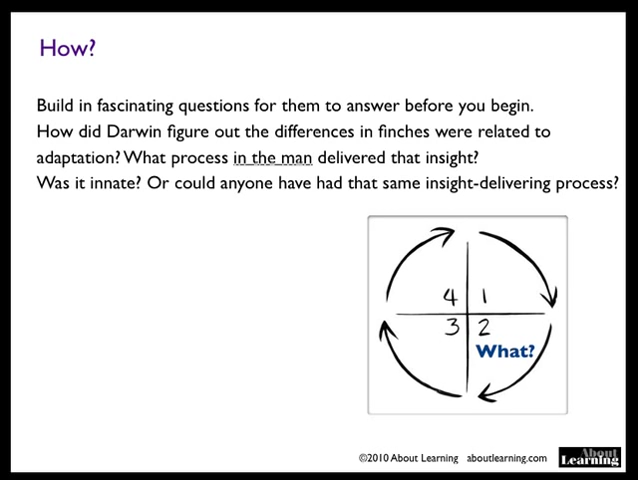 How?
Build in fascinating questions for them to answer before you begin.
How did Darwin figure out the differences in finches were related to
adaptation? What process in the man delivered that insight?
Was it innate? Or could anyone have had that same insight-delivering process?
4 1
3 2
What?
©2010 About Learning aboutlearning.com
About
Learning